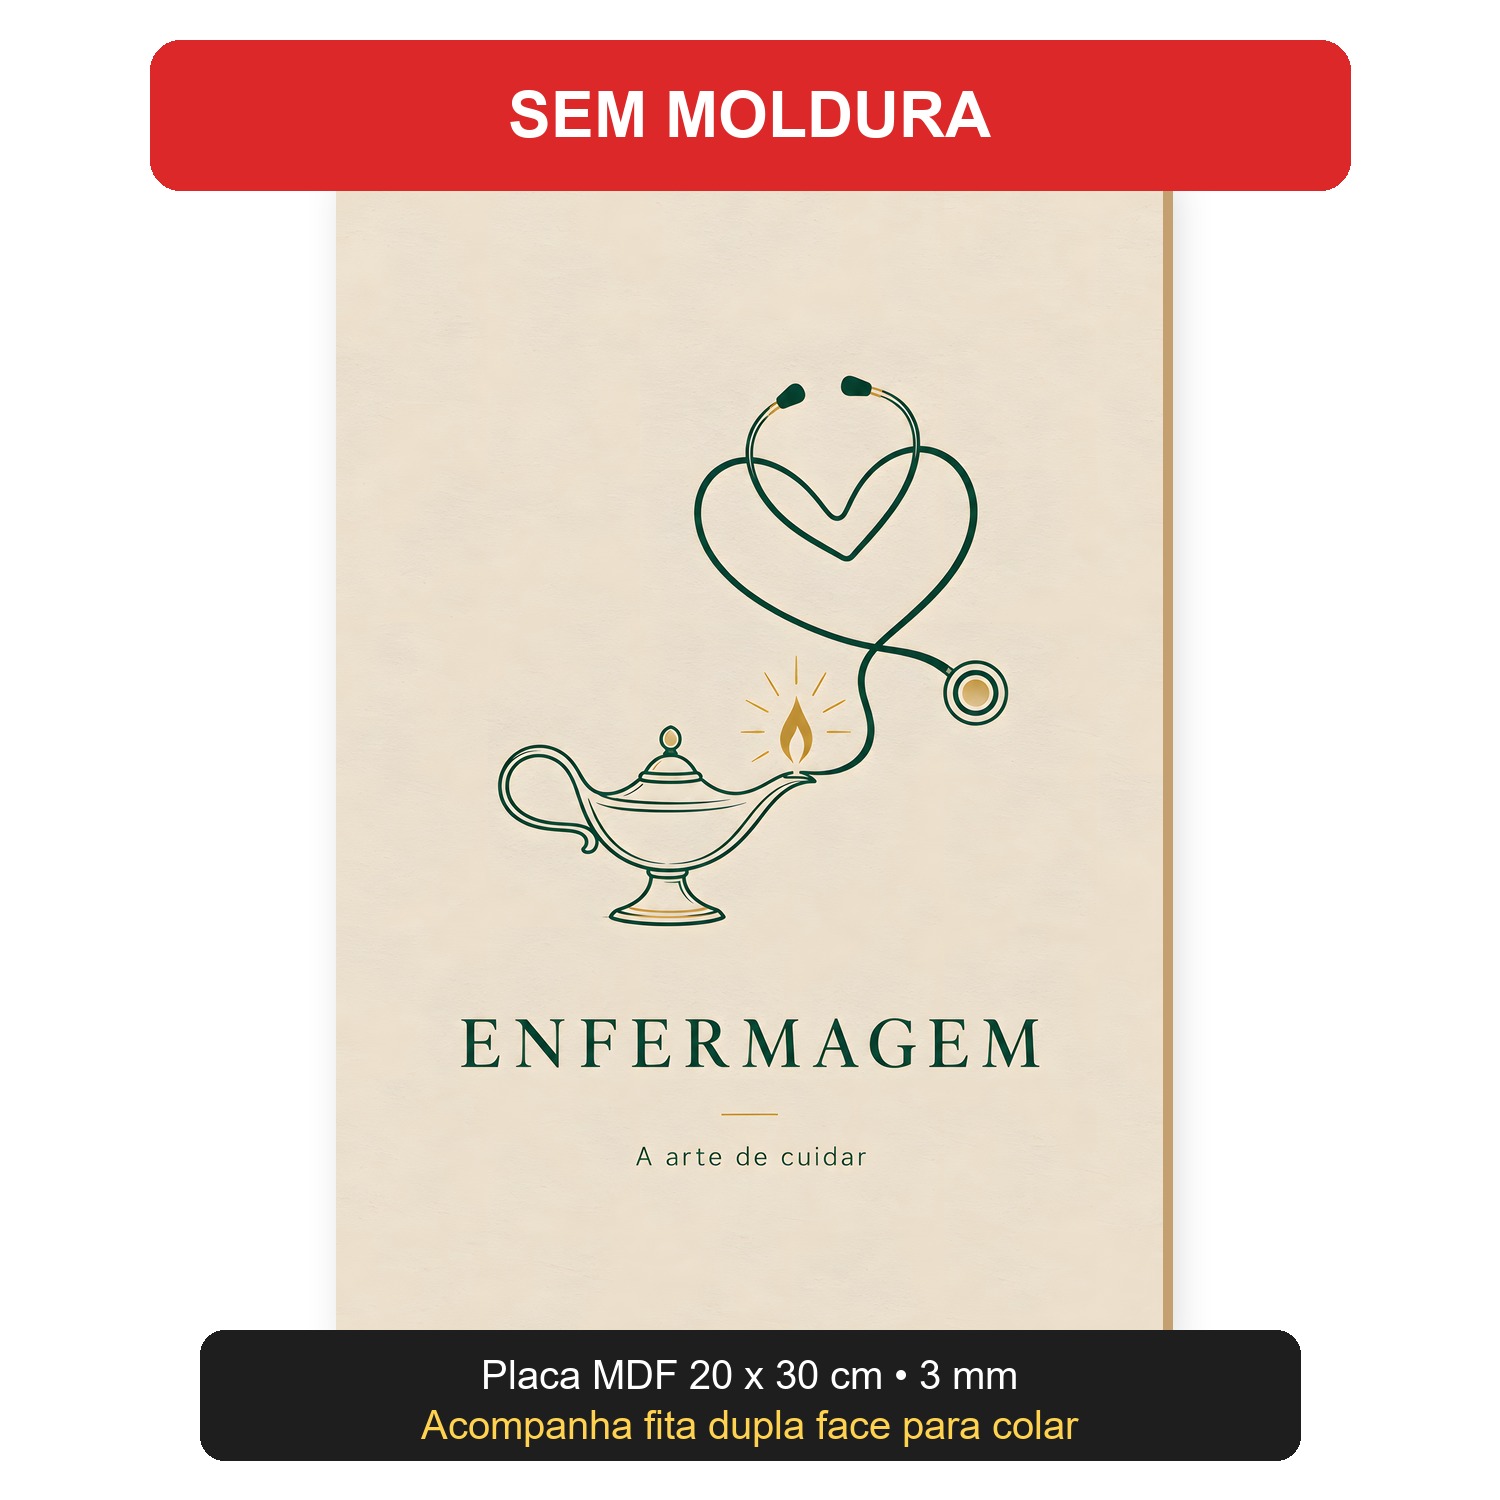 SEM MOLDURA
ENFERMAGEM
A arte de cuidar
Placa MDF 20 x 30 cm • 3 mm
Acompanha fita dupla face para colar